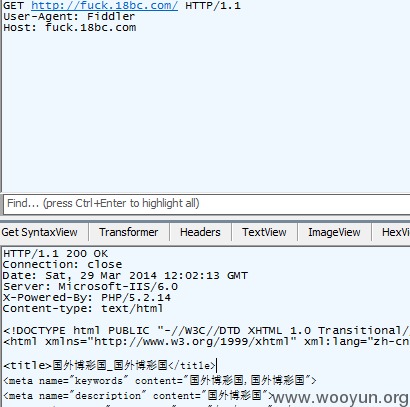 GET http://fuck.18bc.com/ HTTP/1.1
User-Agent: Fiddler
Host: fuck.18bc.com
Find... (press Ctrl+Enter to highlight all)
Get SyntaxView Transformer Headers TextView ImageView HexVi
HTTP/1.1 200 OK
Connection: close
Date: Sat, 29 Mar 2014 12:02:13 GMT
Server: Microsoft-IIS/6.0
X-Powered-By: PHP/5.2.14
Content-type: text/html
<!DOCTYPE html PUBLIC "-//W3C//DTD XHTML 1.0 Transitional/
<html xmlns="http://www.w3.org/1999/xhtml" xml:lang="zh-cn
<title>国外博彩国_国外博彩国</title>
<meta name="keywords" content="国外博彩国,国外博彩国">
<meta name="description" content="国外博彩国">
www.wooyun.org